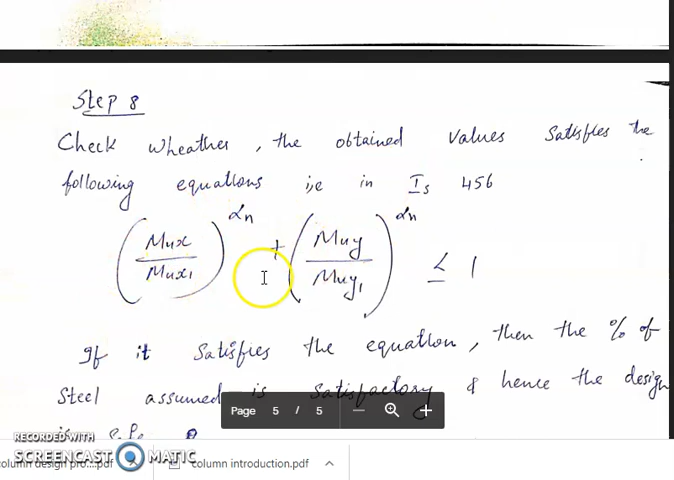 Step 8
Check wheather, the obtained values satisfies the
following equations i;e in Is 456
(Mux / Mux1)^αn + (Muy / Muy1)^αn ≤ 1
If it satisfies the equation, then the % of
steel assumed is satisfactory & hence the design
is
Page 5 / 5
RECORDED WITH
SCREENCAST MATIC
column design pro....pdf column introduction.pdf